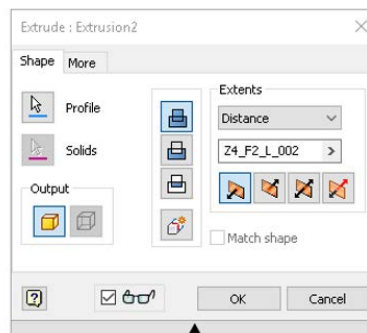 Extrude : Extrusion2
Shape
More
Profile
Solids
Output
Extents
Distance
Z4_F2_L_002
Match shape
OK
Cancel